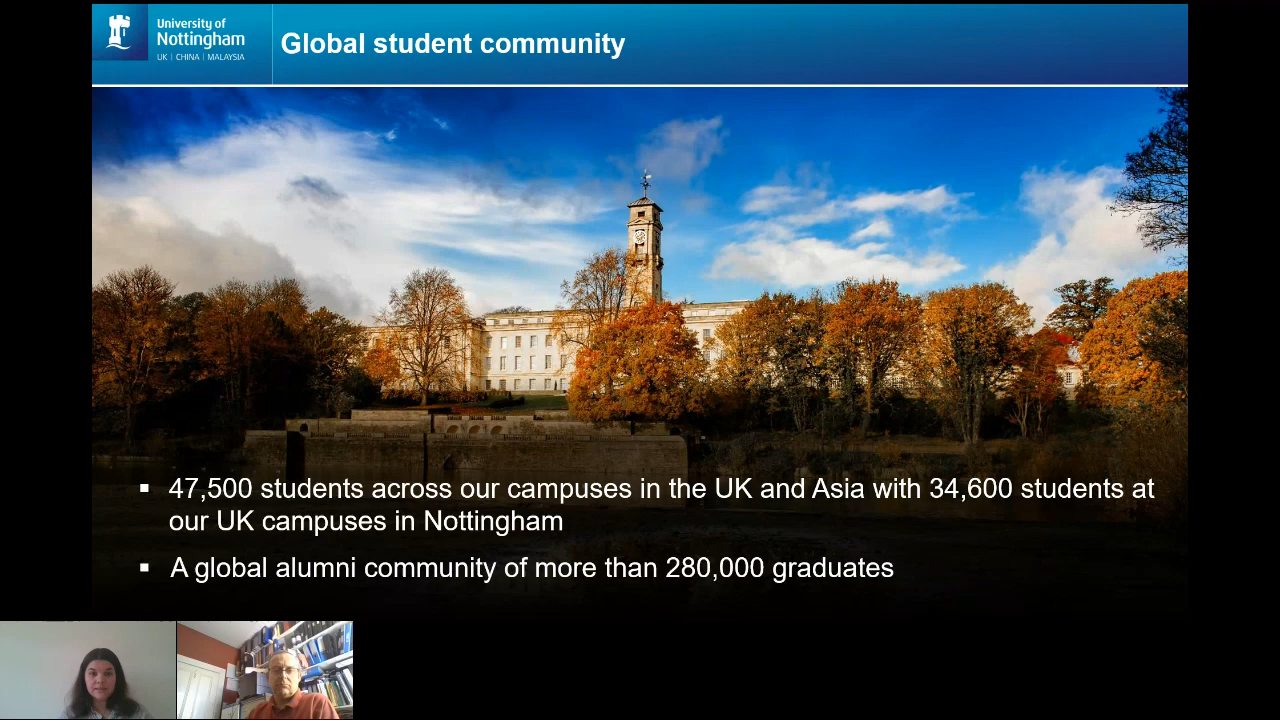 University of
Nottingham
UK | CHINA | MALAYSIA
Global student community
▪ 47,500 students across our campuses in the UK and Asia with 34,600 students at
our UK campuses in Nottingham
▪ A global alumni community of more than 280,000 graduates